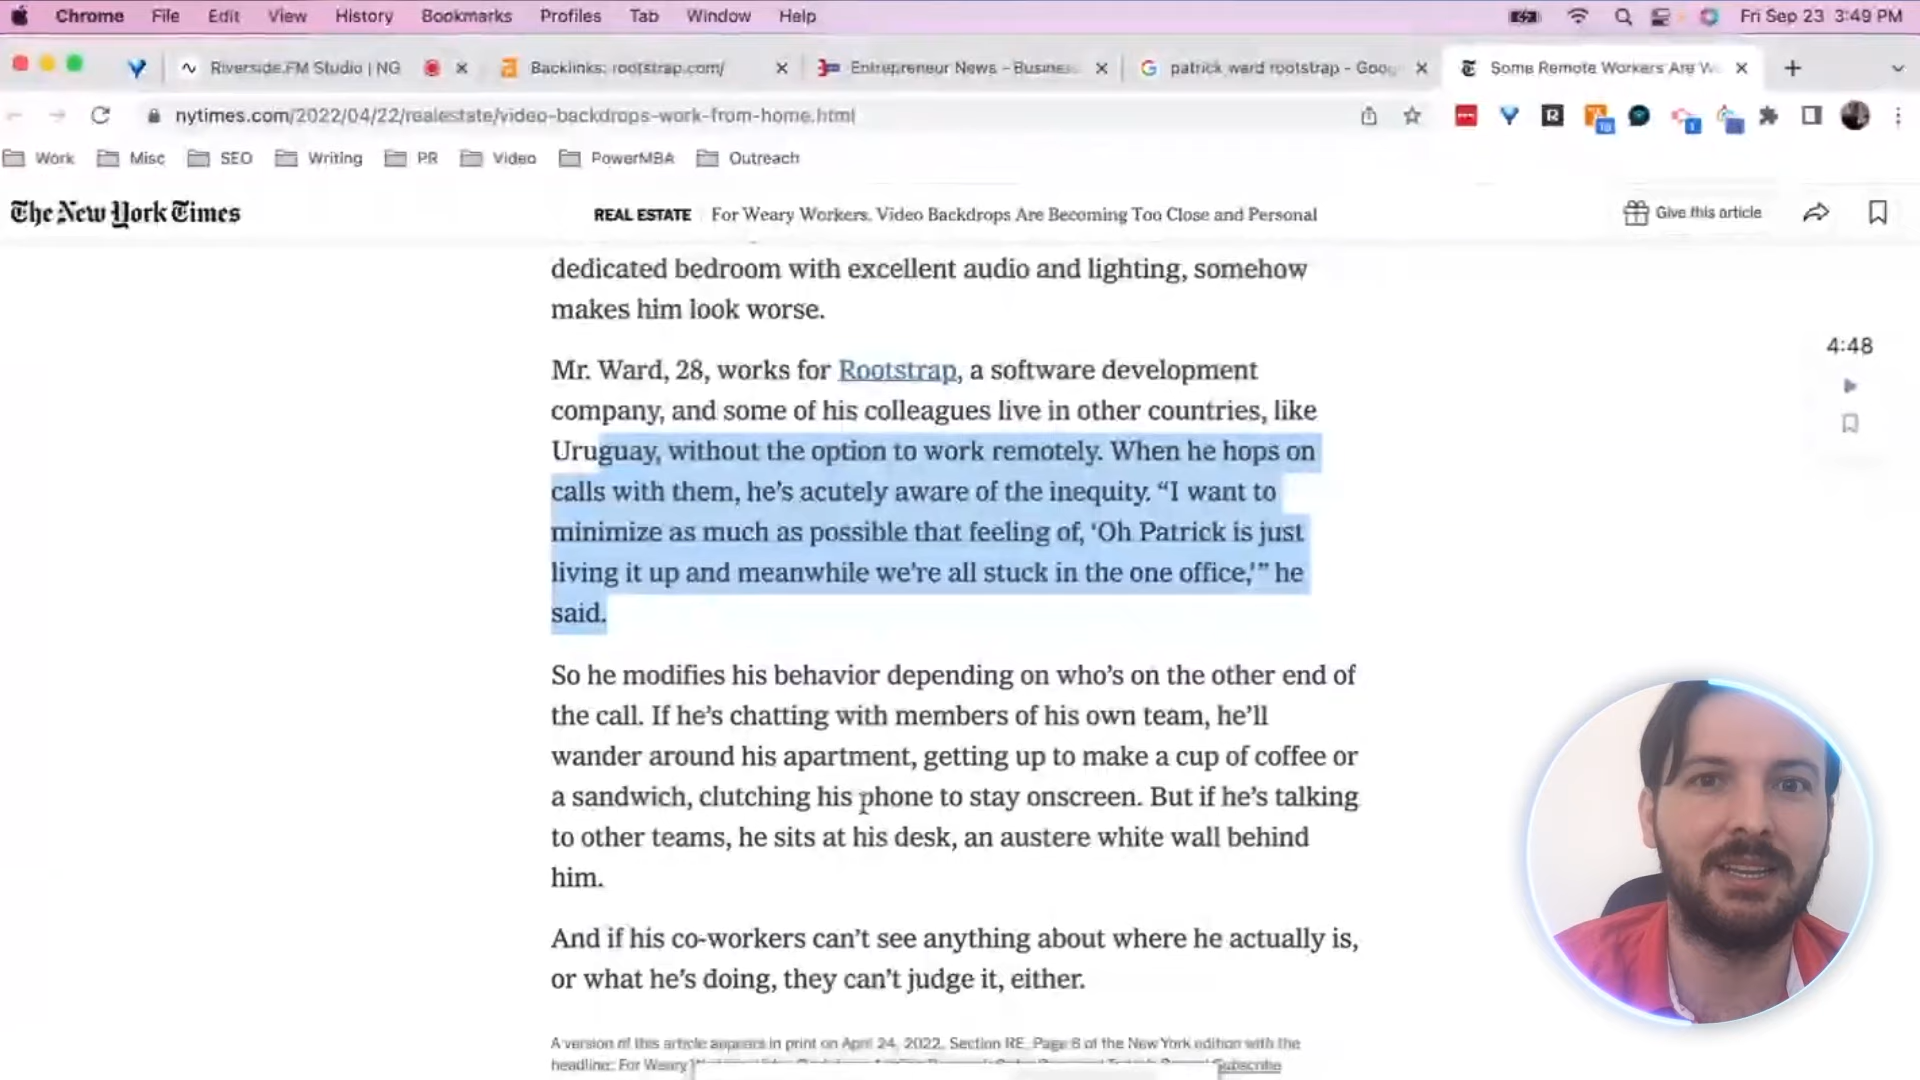 Chrome File Edit View History Bookmarks Profiles Tab Window Help Fri Sep 23 3:49 PM
Riverside.FM Studio | NG Backlinks: rootstrap.com/ Entrepreneur News - Busines patrick ward rootstrap - Goog Some Remote Workers Are W
nytimes.com/2022/04/22/realestate/video-backdrops-work-from-home.html
Work Misc SEO Writing PR Video PowerMBA Outreach
The New York Times REAL ESTATE For Weary Workers, Video Backdrops Are Becoming Too Close and Personal Give this article
dedicated bedroom with excellent audio and lighting, somehow
makes him look worse.
4:48
Mr. Ward, 28, works for Rootstrap, a software development
company, and some of his colleagues live in other countries, like
Uruguay, without the option to work remotely. When he hops on
calls with them, he's acutely aware of the inequity. “I want to
minimize as much as possible that feeling of, ‘Oh Patrick is just
living it up and meanwhile we're all stuck in the one office,’” he
said.
So he modifies his behavior depending on who's on the other end of
the call. If he's chatting with members of his own team, he'll
wander around his apartment, getting up to make a cup of coffee or
a sandwich, clutching his phone to stay onscreen. But if he's talking
to other teams, he sits at his desk, an austere white wall behind
him.
And if his co-workers can't see anything about where he actually is,
or what he's doing, they can't judge it, either.
A version of this article appears in print on April 24, 2022, Section RE, Page 6 of the New York edition with the
headline: For Weary Subscribe